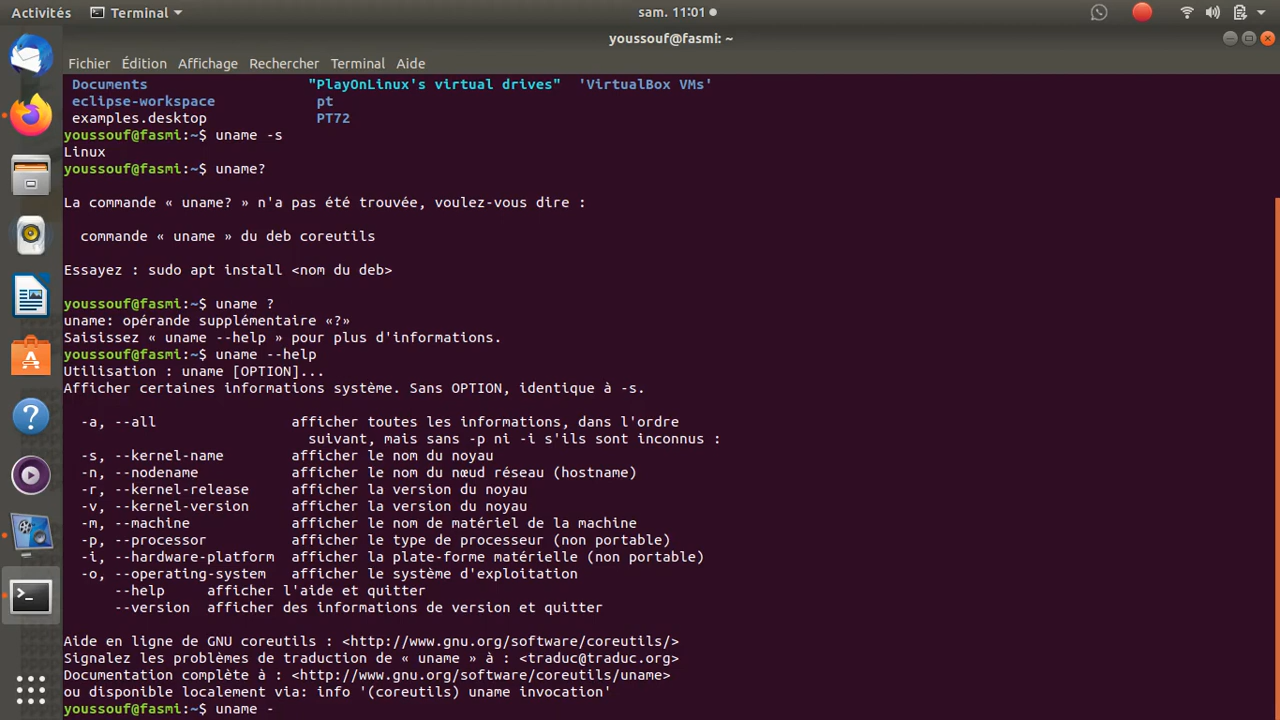 Activités Terminal sam. 11:01
youssouf@fasmi: ~
Fichier Édition Affichage Rechercher Terminal Aide
Documents "PlayOnLinux's virtual drives" 'VirtualBox VMs'
eclipse-workspace pt
examples.desktop PT72
youssouf@fasmi:~$ uname -s
Linux
youssouf@fasmi:~$ uname?
La commande « uname? » n'a pas été trouvée, voulez-vous dire :
commande « uname » du deb coreutils
Essayez : sudo apt install <nom du deb>
youssouf@fasmi:~$ uname ?
uname: opérande supplémentaire «?»
Saisissez « uname --help » pour plus d'informations.
youssouf@fasmi:~$ uname --help
Utilisation : uname [OPTION]...
Afficher certaines informations système. Sans OPTION, identique à -s.
-a, --all afficher toutes les informations, dans l'ordre
suivant, mais sans -p ni -i s'ils sont inconnus :
-s, --kernel-name afficher le nom du noyau
-n, --nodename afficher le nom du nœud réseau (hostname)
-r, --kernel-release afficher la version du noyau
-v, --kernel-version afficher la version du noyau
-m, --machine afficher le nom de matériel de la machine
-p, --processor afficher le type de processeur (non portable)
-i, --hardware-platform afficher la plate-forme matérielle (non portable)
-o, --operating-system afficher le système d'exploitation
--help afficher l'aide et quitter
--version afficher des informations de version et quitter
Aide en ligne de GNU coreutils : <http://www.gnu.org/software/coreutils/>
Signalez les problèmes de traduction de « uname » à : <traduc@traduc.org>
Documentation complète à : <http://www.gnu.org/software/coreutils/uname>
ou disponible localement via: info '(coreutils) uname invocation'
youssouf@fasmi:~$ uname -